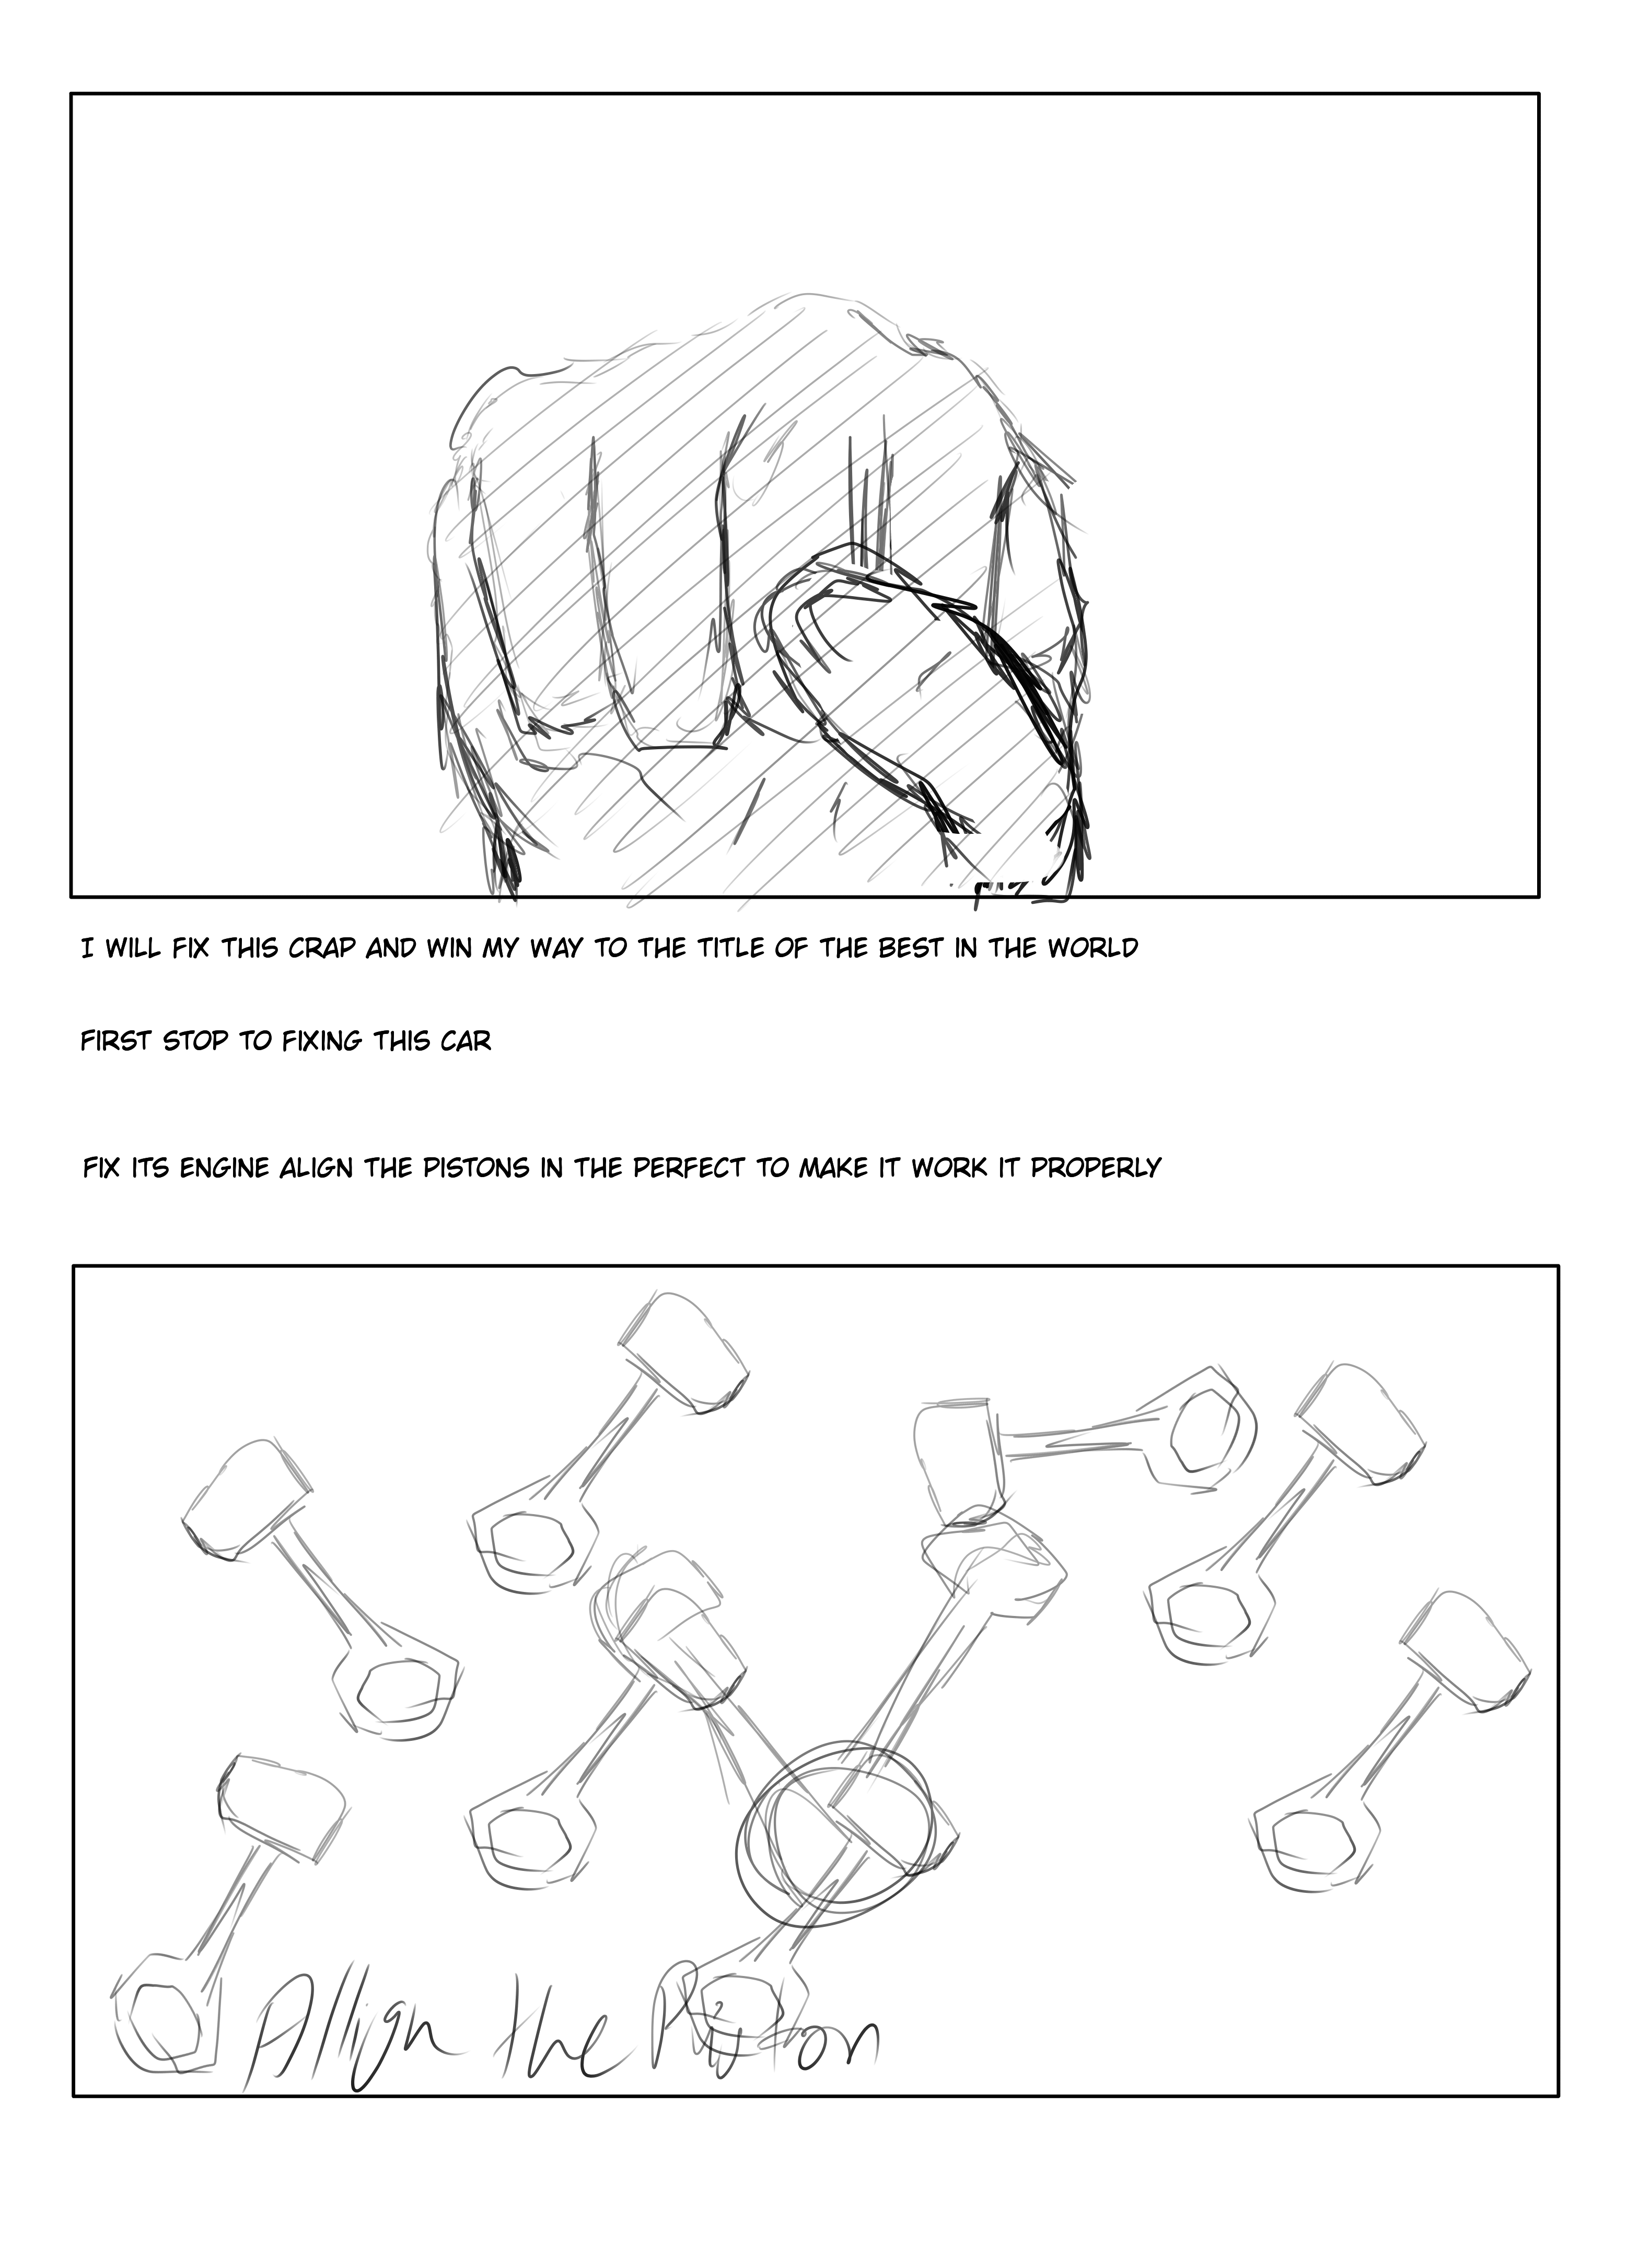 I WILL FIX THIS CRAP AND WIN MY WAY TO THE TITLE OF THE BEST IN THE WORLD
FIRST STOP TO FIXING THIS CAR
FIX ITS ENGINE ALIGN THE PISTONS IN THE PERFECT TO MAKE IT WORK IT PROPERLY
Allign the